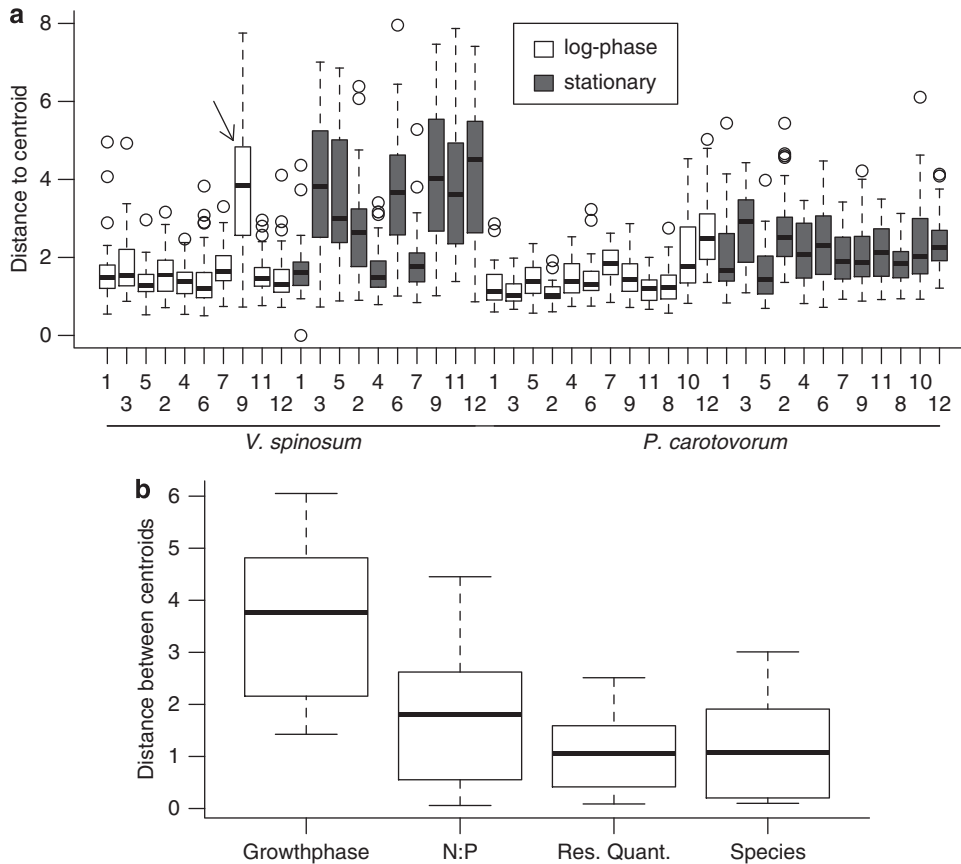 a
8
6
4
2
0
Distance to centroid
log-phase
stationary
1 5 4 7 11 1 5 4 7 11 1 5 4 7 11 10 1 5 4 7 11 10
3 2 6 9 12 3 2 6 9 12 3 2 6 9 8 12 3 2 6 9 8 12
V. spinosum P. carotovorum
b
6
5
4
3
2
1
0
Distance between centroids
Growthphase N:P Res. Quant. Species